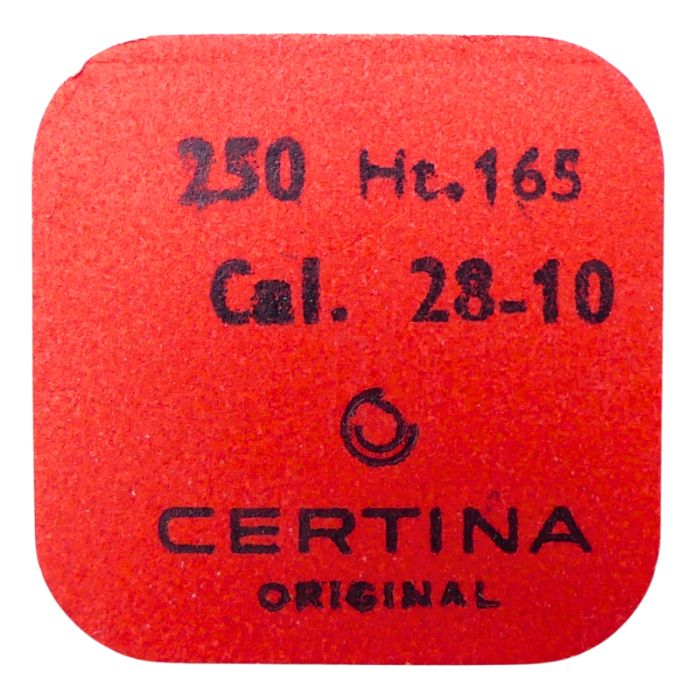 250 Ht.165
Cal. 28-10
CERTINA
ORIGINAL